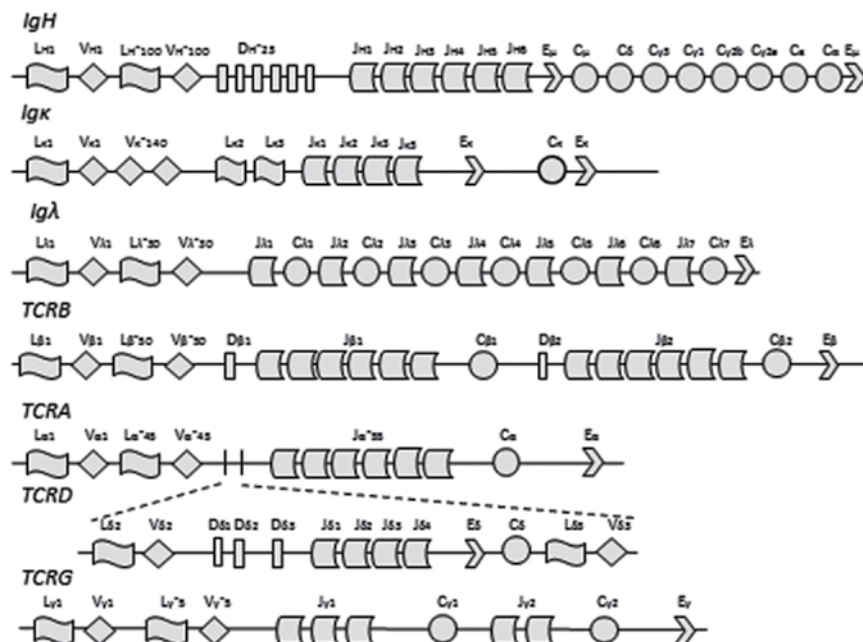 IgH
LH1 VH1 LH~100 VH~100 DH~23 JH1 JH2 JH3 JH4 JH5 JH6 Eμ Cμ Cδ Cγ3 Cγ1 Cγ2b Cγ2a Cε Cα Eμ
Igκ
Lκ1 Vκ1 Vκ~140 Lκ2 Lκ3 Jκ1 Jκ2 Jκ3 Jκ5 Eκ Cκ Eκ
Igλ
Lλ1 Vλ1 Lλ~30 Vλ~30 Jλ1 Cλ1 Jλ2 Cλ2 Jλ3 Cλ3 Jλ4 Cλ4 Jλ5 Cλ5 Jλ6 Cλ6 Jλ7 Cλ7 Eλ
TCRB
Lβ1 Vβ1 Lβ~30 Vβ~30 Dβ1 Jβ1 Cβ1 Dβ2 Jβ2 Cβ2 Eβ
TCRA
Lα1 Vα1 Lα~45 Vα~45 Jα~55 Cα Eα
TCRD
Lδ2 Vδ2 Dδ1 Dδ2 Dδ3 Jδ1 Jδ2 Jδ3 Jδ4 Eδ Cδ Lδ3 Vδ3
TCRG
Lγ1 Vγ1 Lγ~5 Vγ~5 Jγ1 Cγ1 Jγ2 Cγ2 Eγ